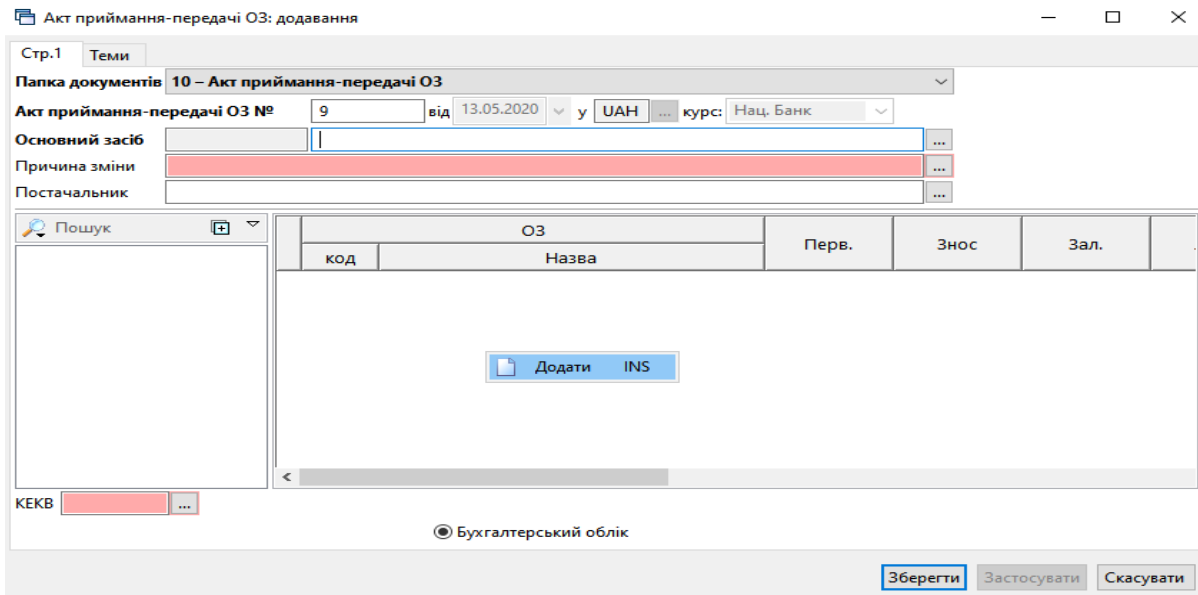 Акт приймання-передачі ОЗ: додавання
Стр.1 Теми
Папка документів 10 – Акт приймання-передачі ОЗ
Акт приймання-передачі ОЗ № 9 від 13.05.2020 у UAH ... курс: Нац. Банк
Основний засіб ...
Причина зміни ...
Постачальник ...
Пошук
ОЗ Перв. Знос Зал.
код Назва
Додати INS
КЕКВ ...
Бухгалтерський облік
Зберегти Застосувати Скасувати